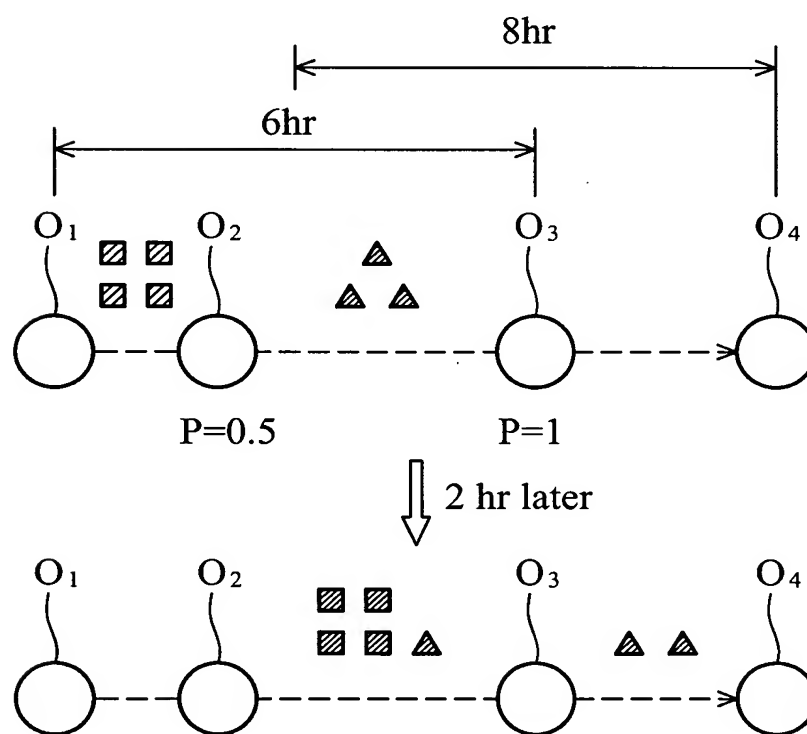 8hr
6hr
O₁ O₂ O₃ O₄
P=0.5 P=1
2 hr later
O₁ O₂ O₃ O₄